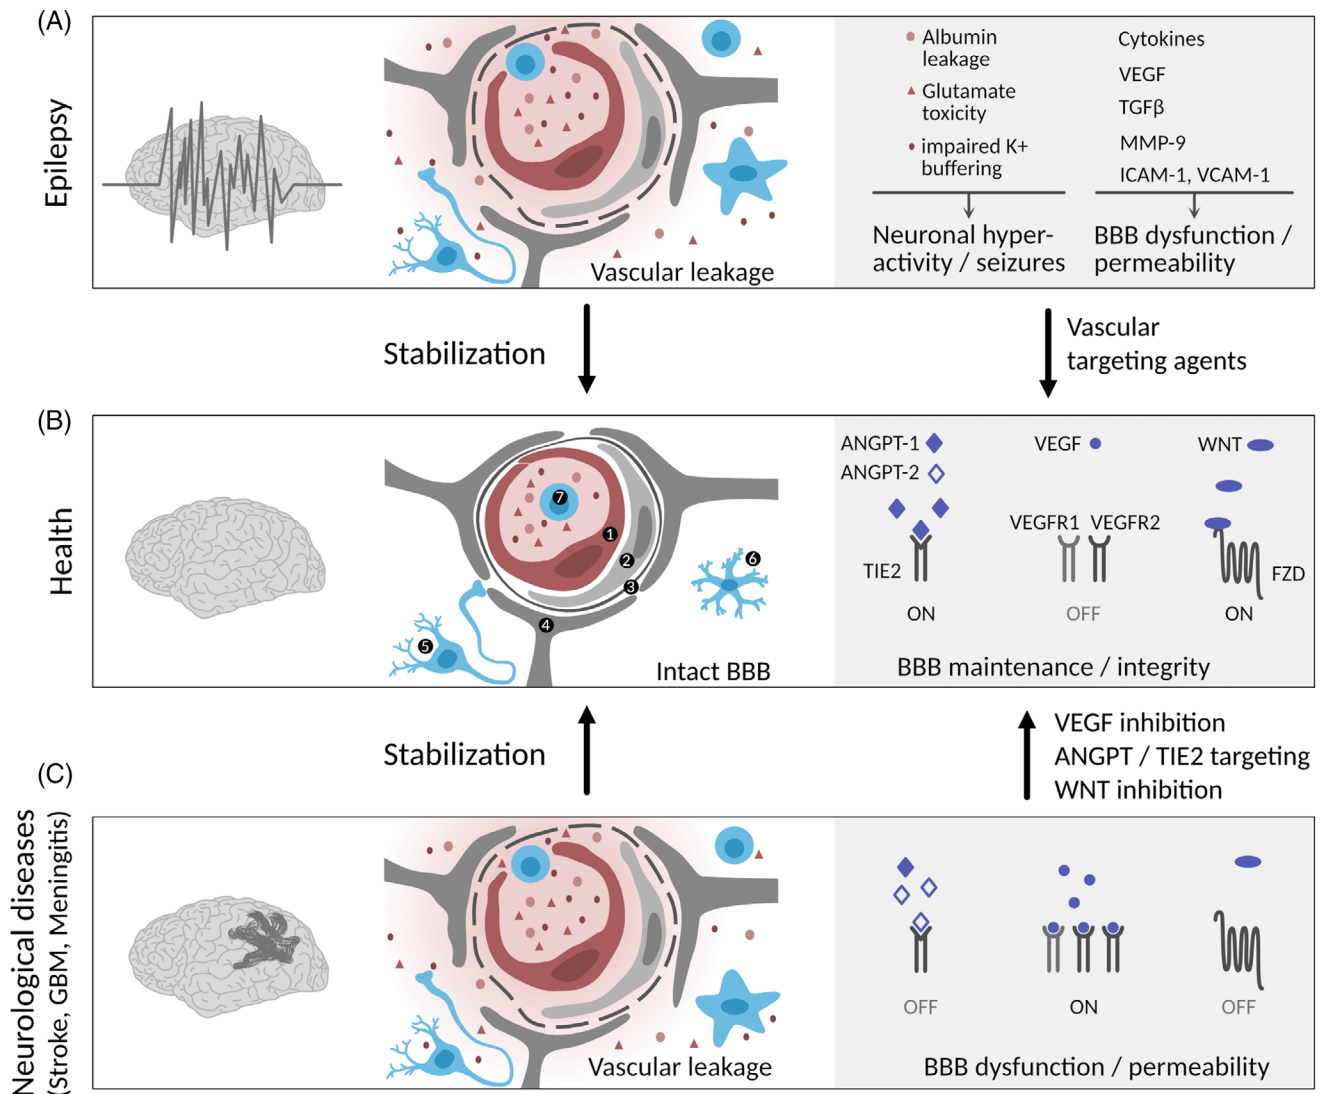 (A)
Epilepsy
Vascular leakage
Albumin
leakage
Glutamate
toxicity
impaired K+
buffering
Neuronal hyper-
activity / seizures
Cytokines
VEGF
TGFβ
MMP-9
ICAM-1, VCAM-1
BBB dysfunction /
permeability
Stabilization
Vascular
targeting agents
(B)
Health
7
1
2
3
4
5
6
Intact BBB
ANGPT-1
ANGPT-2
TIE2
ON
VEGF
VEGFR1 VEGFR2
OFF
WNT
FZD
ON
BBB maintenance / integrity
Stabilization
VEGF inhibition
ANGPT / TIE2 targeting
WNT inhibition
(C)
Neurological diseases
(Stroke, GBM, Meningitis)
Vascular leakage
OFF
ON
OFF
BBB dysfunction / permeability